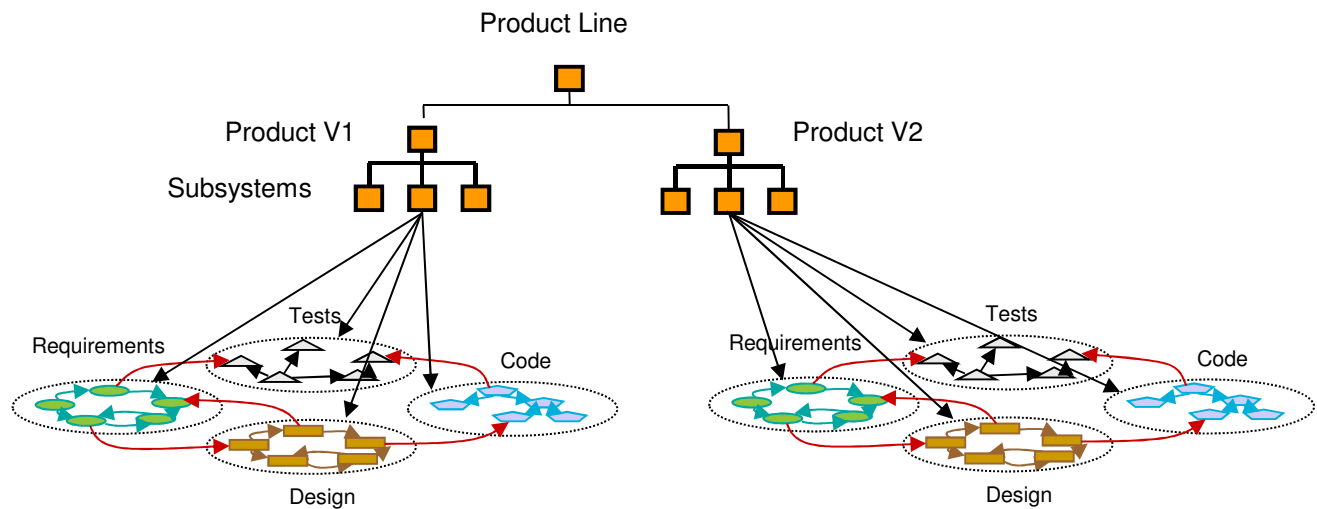 Product Line
Product V1
Product V2
Subsystems
Tests
Requirements
Code
Design
Tests
Requirements
Code
Design